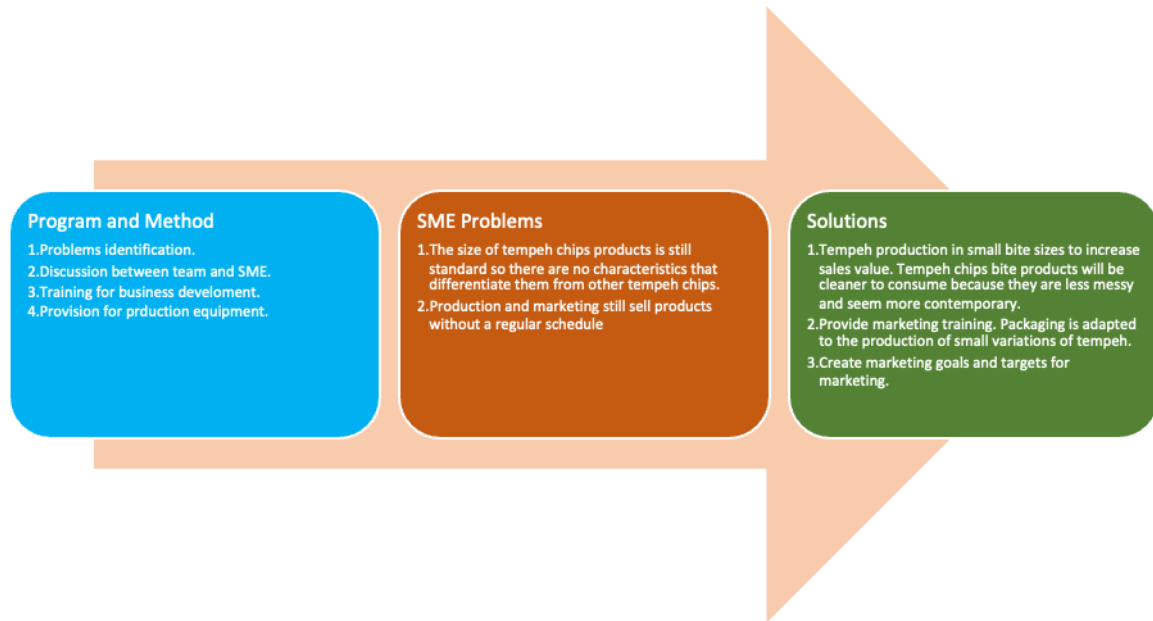 Program and Method
1.Problems identification.
2.Discussion between team and SME.
3.Training for business develoment.
4.Provision for prduction equipment.
SME Problems
1.The size of tempeh chips products is still
standard so there are no characteristics that
differentiate them from other tempeh chips.
2.Production and marketing still sell products
without a regular schedule
Solutions
1.Tempeh production in small bite sizes to increase
sales value. Tempeh chips bite products will be
cleaner to consume because they are less messy
and seem more contemporary.
2.Provide marketing training. Packaging is adapted
to the production of small variations of tempeh.
3.Create marketing goals and targets for
marketing.